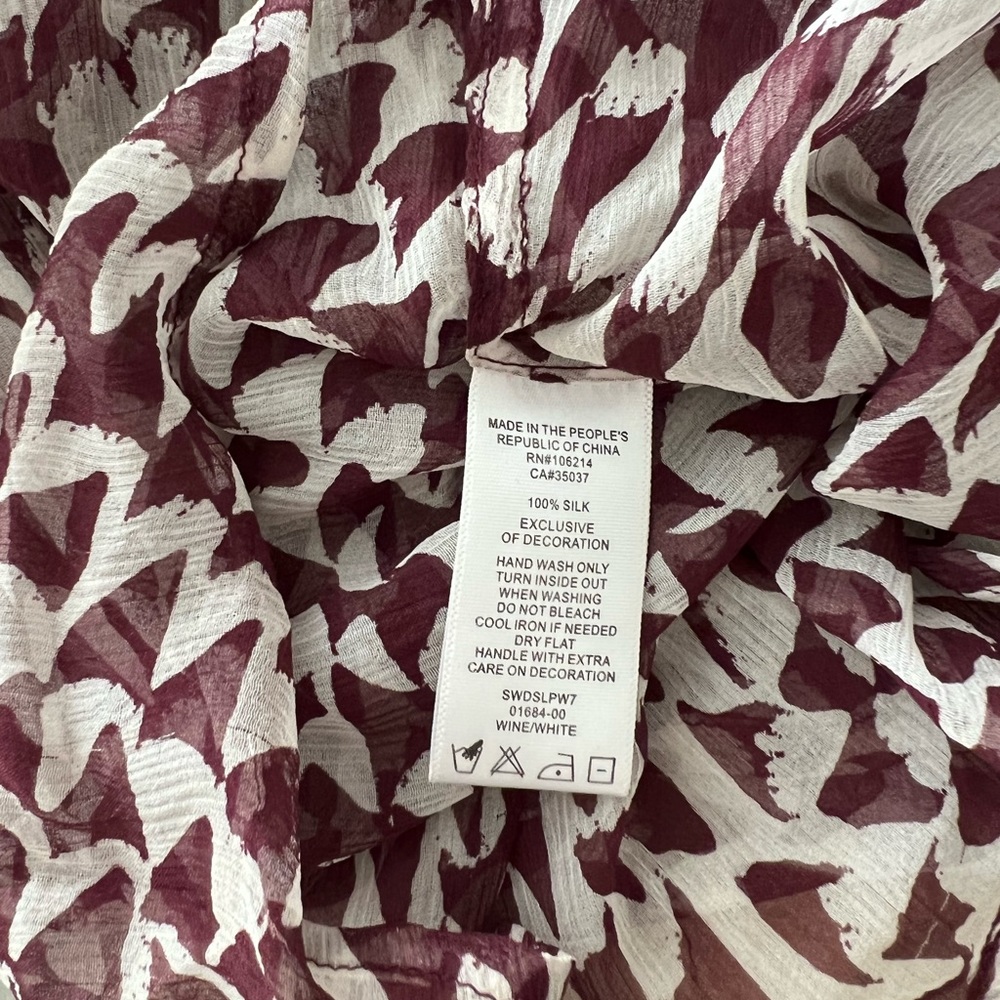 MADE IN THE PEOPLE'S
REPUBLIC OF CHINA
RN#106214
CA#35037
100% SILK
EXCLUSIVE
OF DECORATION
HAND WASH ONLY
TURN INSIDE OUT
WHEN WASHING
DO NOT BLEACH
COOL IRON IF NEEDED
DRY FLAT
HANDLE WITH EXTRA
CARE ON DECORATION
SWDSLPW7
01684-00
WINE/WHITE